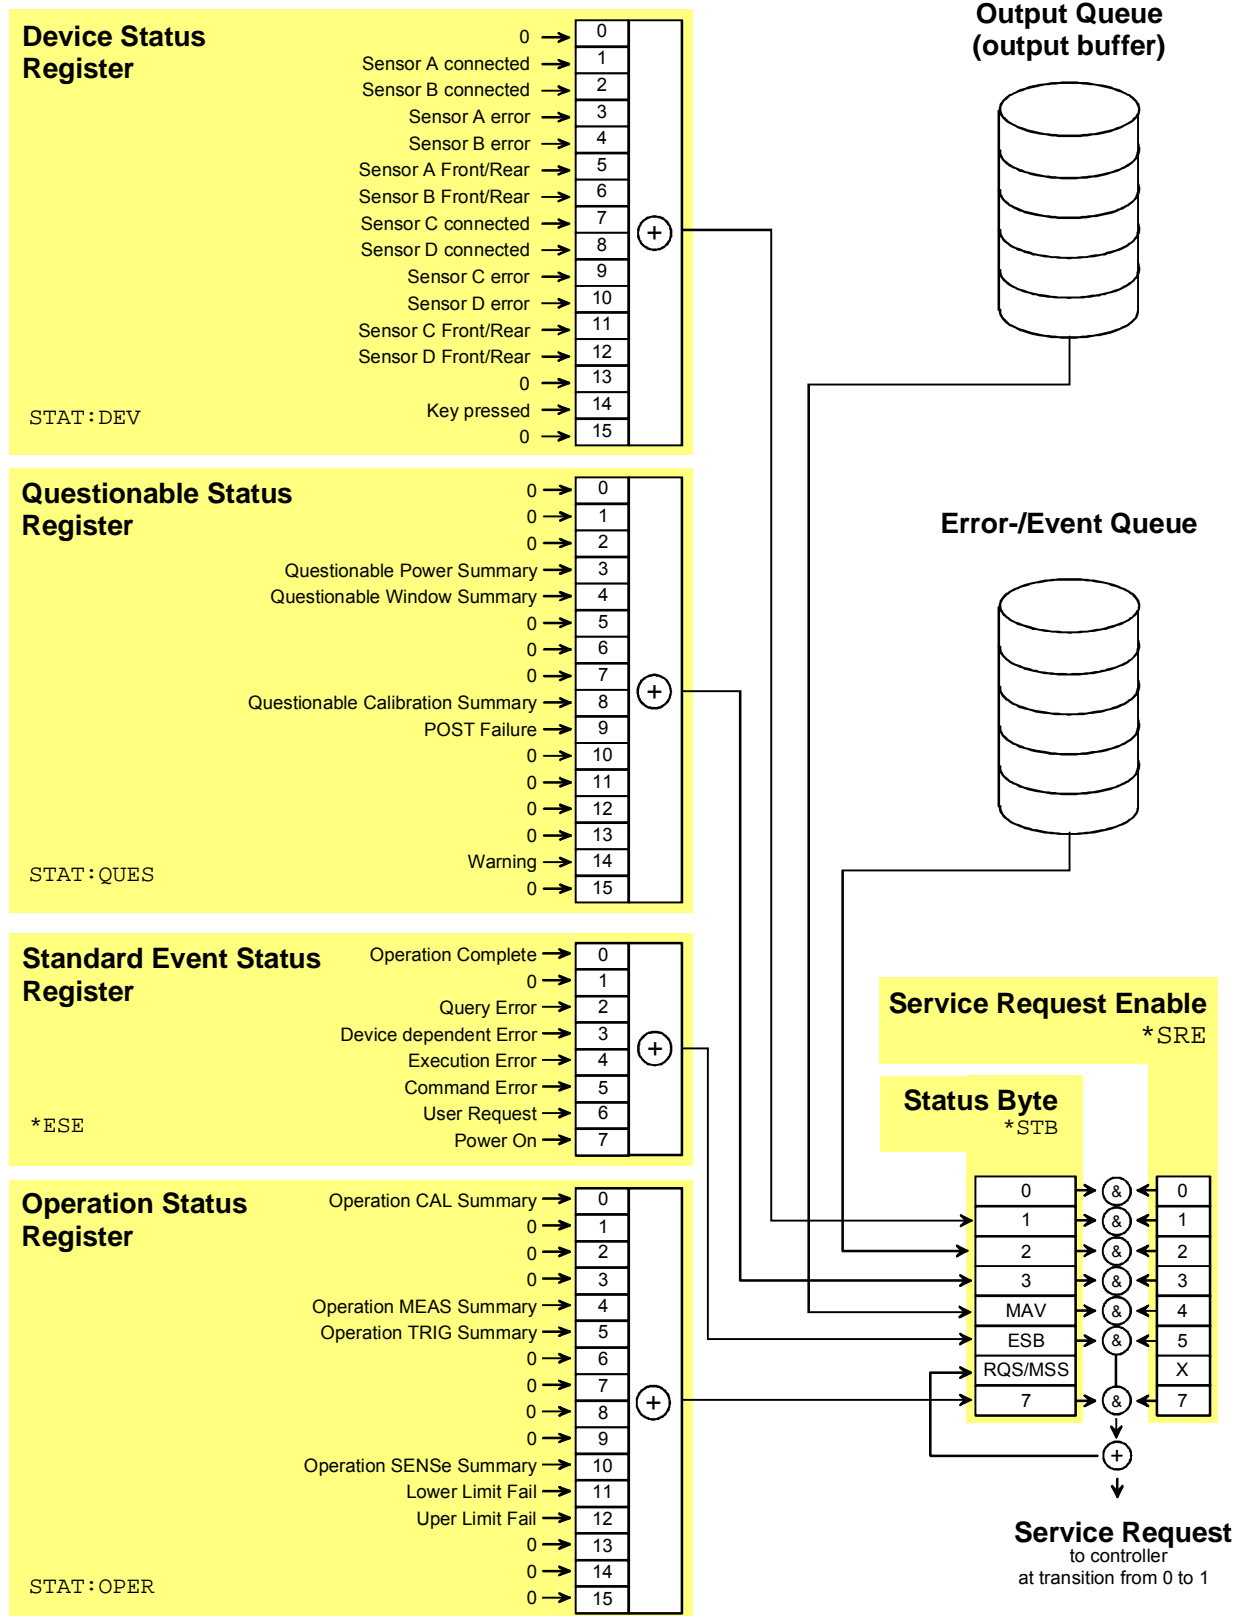 Device Status
Register
0 0
Sensor A connected 1
Sensor B connected 2
Sensor A error 3
Sensor B error 4
Sensor A Front/Rear 5
Sensor B Front/Rear 6
Sensor C connected 7
Sensor D connected 8
Sensor C error 9
Sensor D error 10
Sensor C Front/Rear 11
Sensor D Front/Rear 12
0 13
Key pressed 14
0 15
STAT:DEV
+
Output Queue
(output buffer)
Questionable Status
Register
0 0
0 1
0 2
Questionable Power Summary 3
Questionable Window Summary 4
0 5
0 6
0 7
Questionable Calibration Summary 8
POST Failure 9
0 10
0 11
0 12
0 13
Warning 14
0 15
STAT:QUES
+
Error-/Event Queue
Standard Event Status
Register
Operation Complete 0
0 1
Query Error 2
Device dependent Error 3
Execution Error 4
Command Error 5
User Request 6
Power On 7
*ESE
+
Operation Status
Register
Operation CAL Summary 0
0 1
0 2
0 3
Operation MEAS Summary 4
Operation TRIG Summary 5
0 6
0 7
0 8
0 9
Operation SENSe Summary 10
Lower Limit Fail 11
Uper Limit Fail 12
0 13
0 14
0 15
STAT:OPER
+
Service Request Enable
*SRE
Status Byte
*STB
0 & 0
1 & 1
2 & 2
3 & 3
MAV & 4
ESB & 5
RQS/MSS X
7 & 7
+
Service Request
to controller
at transition from 0 to 1